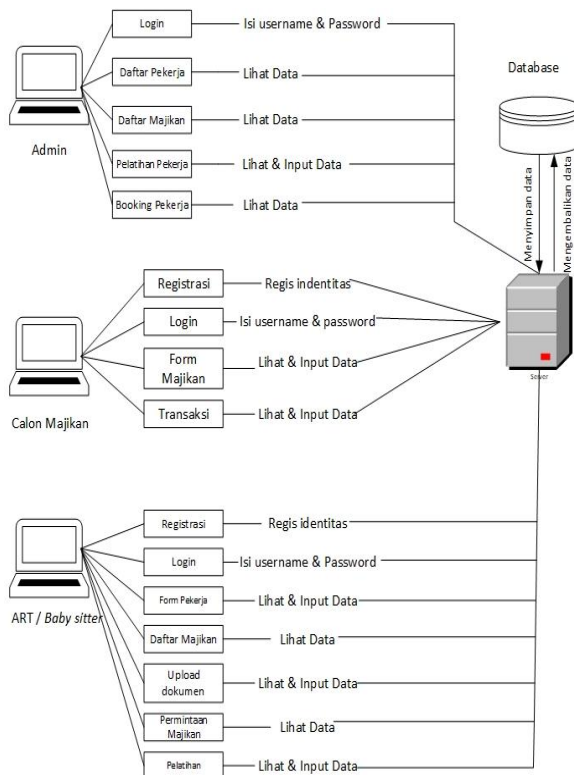 Login
Isi username & Password
Daftar Pekerja
Lihat Data
Daftar Majikan
Lihat Data
Pelatihan Pekerja
Lihat & Input Data
Booking Pekerja
Lihat Data
Admin
Database
Menyimpan data
Mengembalikan data
Sewer
Registrasi
Regis indentitas
Login
Isi username & password
Form
Majikan
Lihat & Input Data
Transaksi
Lihat & Input Data
Calon Majikan
Registrasi
Regis identitas
Login
Isi username & Password
Form Pekerja
Lihat & Input Data
Daftar Majikan
Lihat Data
Upload
dokumen
Lihat & Input Data
Permintaan
Majikan
Lihat Data
Pelatihan
Lihat & Input Data
ART / Baby sitter